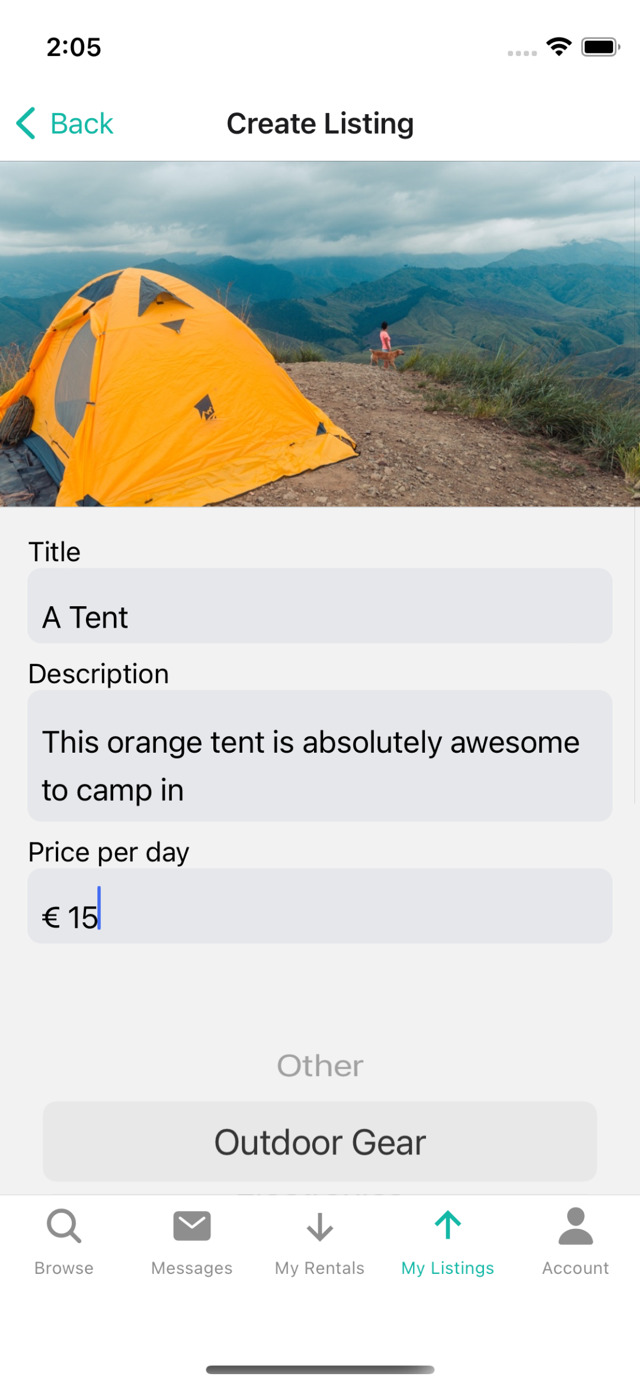 2:05
Back
Create Listing
Title
A Tent
Description
This orange tent is absolutely awesome
to camp in
Price per day
€ 15
Other
Outdoor Gear
Browse
Messages
My Rentals
My Listings
Account